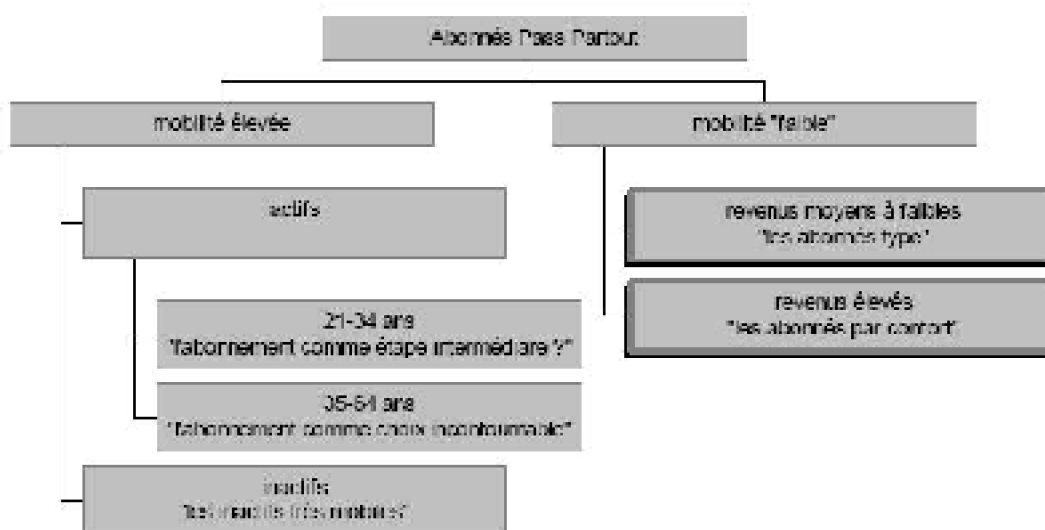 Abonnés Pass Partout
mobilité élevée
mobilité "faible"
actifs
revenus moyens à faibles
"les abonnés type"
revenus élevés
"les abonnés par confort"
21-34 ans
"l'abonnement comme étape intermédiare ?"
35-64 ans
"l'abonnement comme choix incontournable"
inactifs
"les inactifs très mobiles"